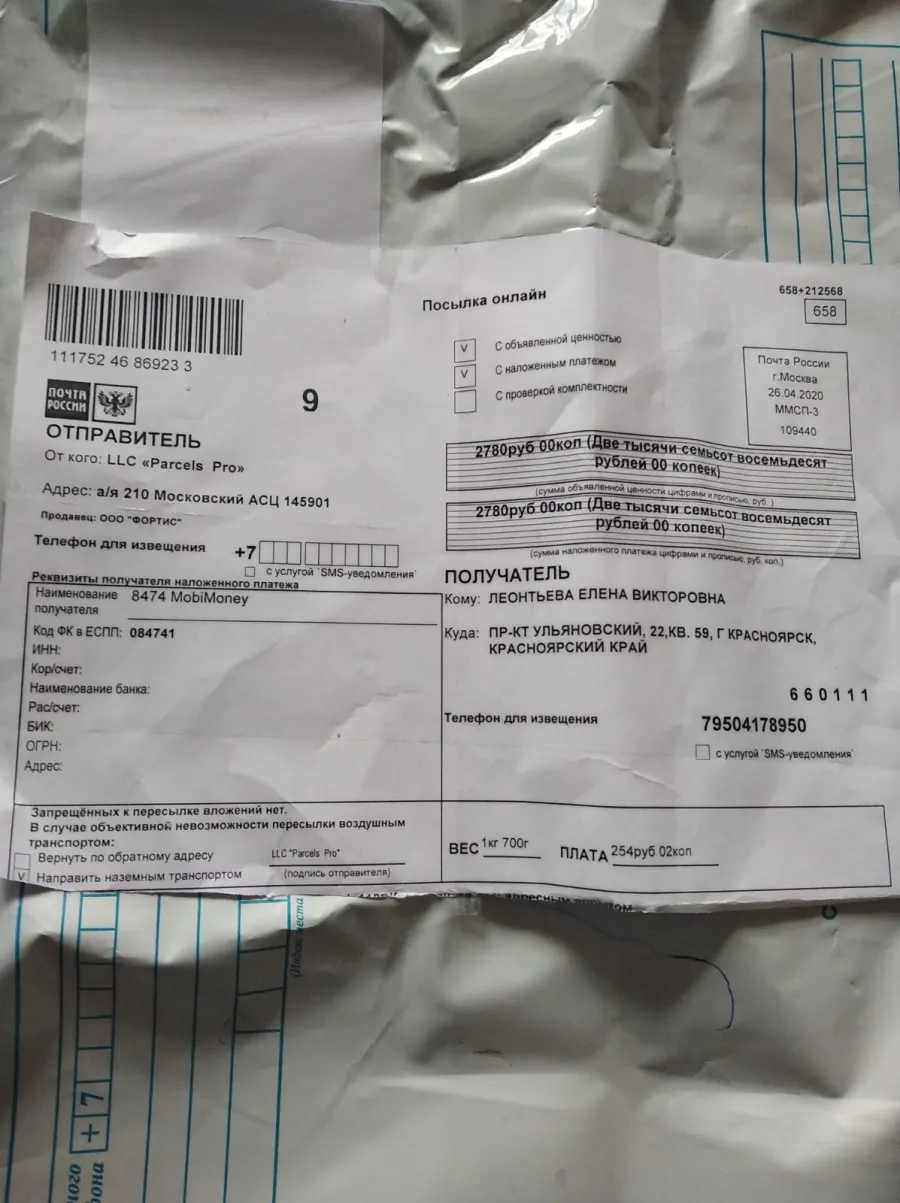 111752 46 86923 3
ПОЧТА
РОССИИ
ОТПРАВИТЕЛЬ
От кого: LLC «Parcels Pro»
Адрес: а/я 210 Московский АСЦ 145901
Продавец: ООО "ФОРТИС"
Телефон для извещения +7
с услугой `SMS-уведомления"
9
Посылка онлайн
V С объявленной ценностью
V С наложенным платежом
С проверкой комплектности
658+212568
658
Почта России
г.Москва
26.04.2020
ММСП-3
109440
2780руб 00коп (Две тысячи семьсот восемьдесят
рублей 00 копеек)
(сумма объявленной ценности цифрами и прописью, руб. )
2780руб 00коп (Две тысячи семьсот восемьдесят
рублей 00 копеек)
(сумма наложенного платежа цифрами и прописью, руб, коп.)
Реквизиты получателя наложенного платежа
Наименование 8474 MobiMoney
получателя
Код ФК в ЕСПП: 084741
ИНН:
Кор/счет:
Наименование банка:
Рас/счет:
БИК:
ОГРН:
Адрес:
ПОЛУЧАТЕЛЬ
Кому: ЛЕОНТЬЕВА ЕЛЕНА ВИКТОРОВНА
Куда: ПР-КТ УЛЬЯНОВСКИЙ, 22,КВ. 59, Г КРАСНОЯРСК,
КРАСНОЯРСКИЙ КРАЙ
660111
Телефон для извещения 79504178950
с услугой `SMS-уведомления"
Запрещённых к пересылке вложений нет.
В случае объективной невозможности пересылки воздушным
транспортом:
Вернуть по обратному адресу LLC "Parcels Pro"
V Направить наземным транспортом (подпись отправителя)
ВЕС 1кг 700г ПЛАТА 254руб 02коп
+7